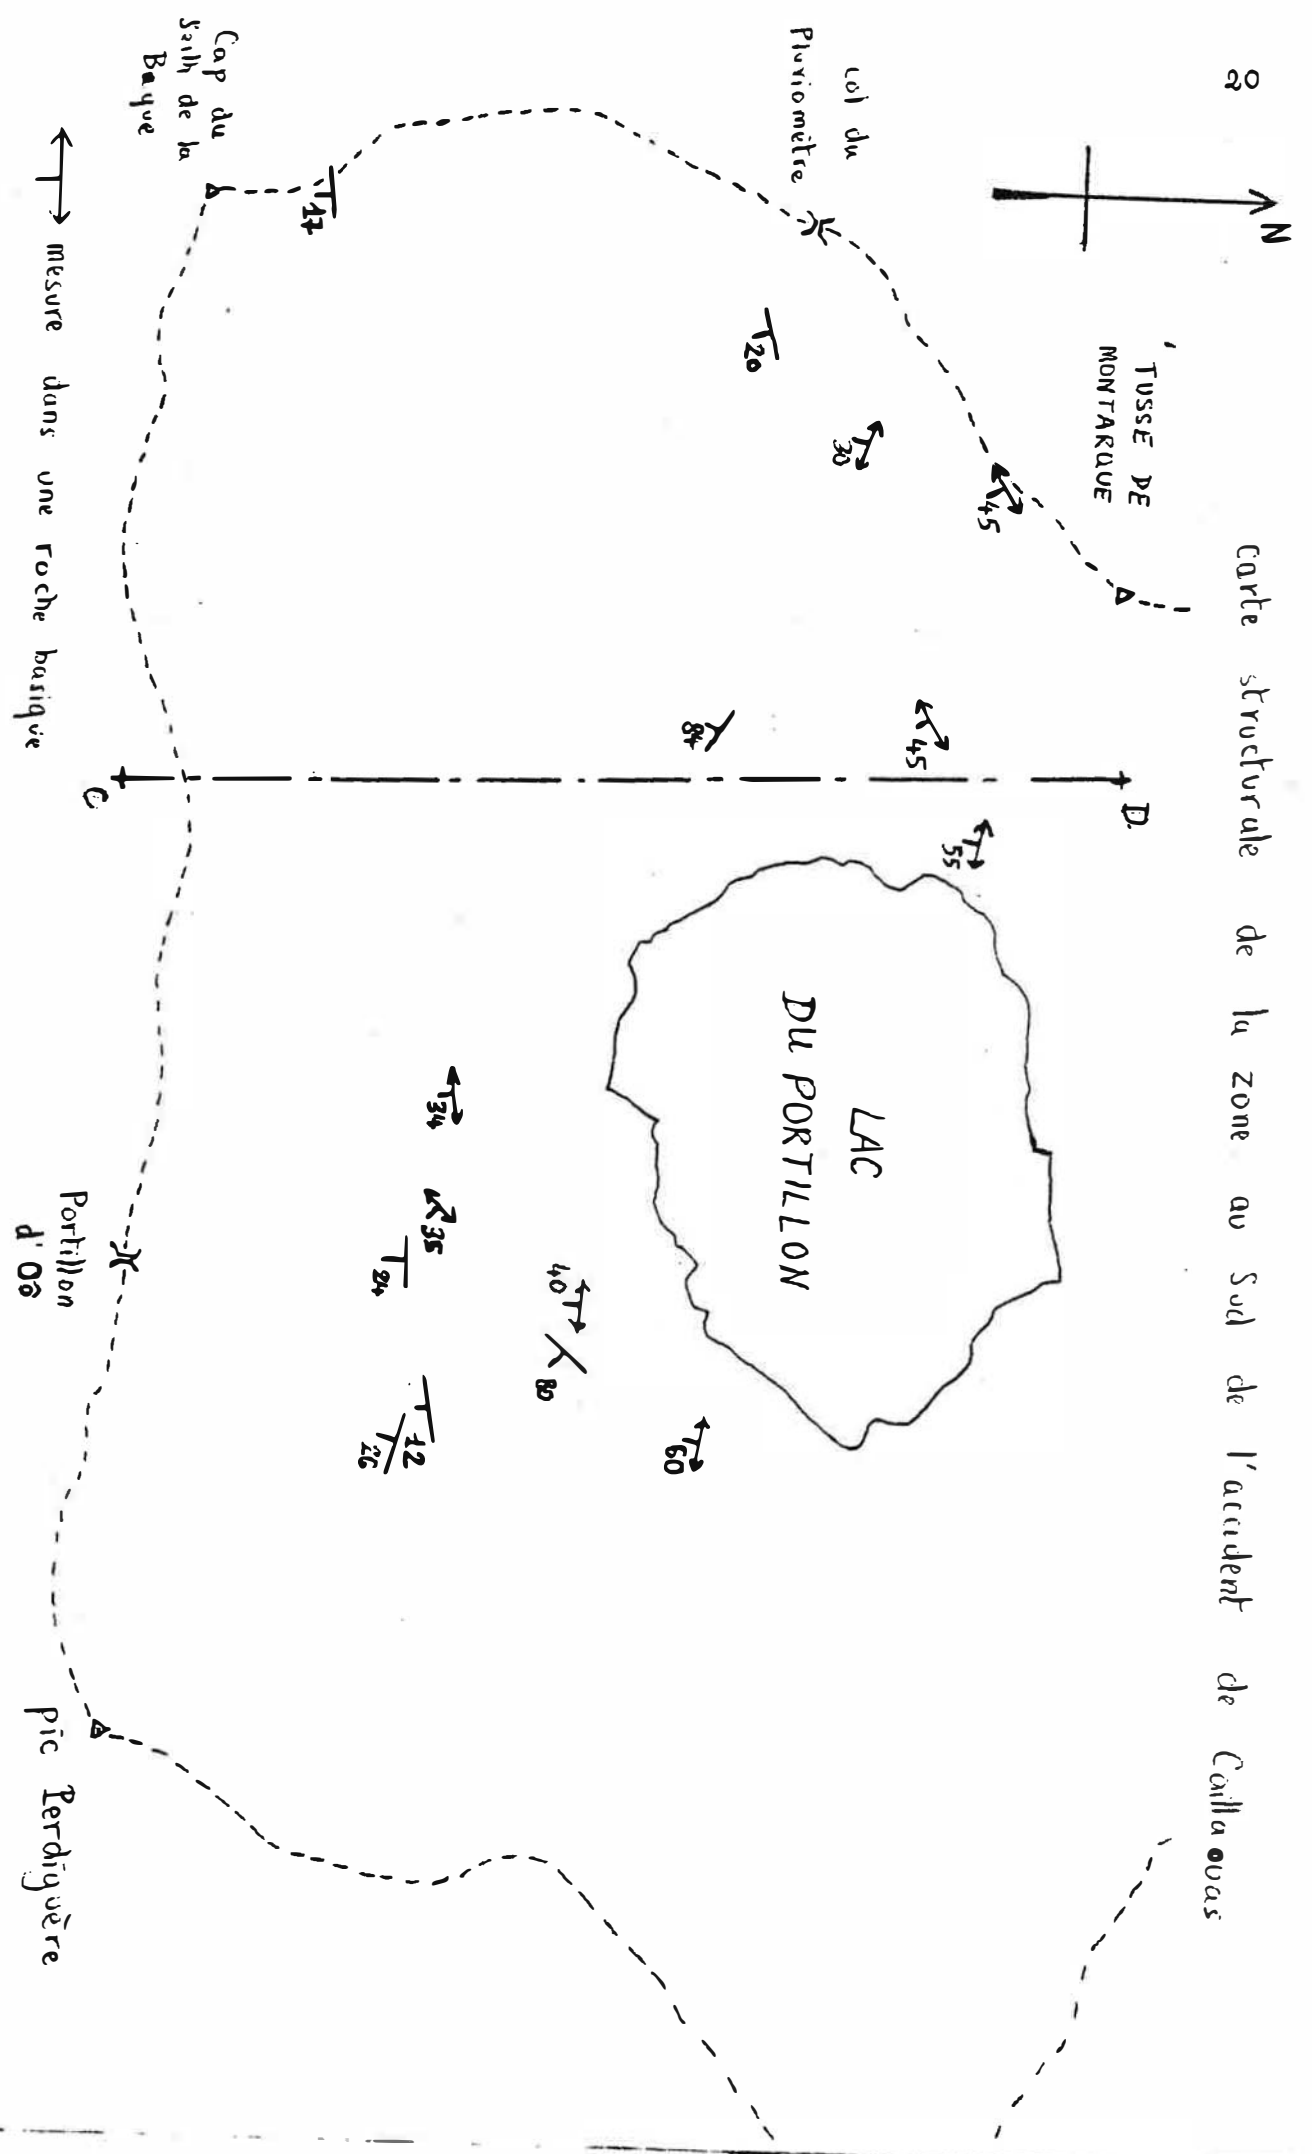 Carte structurale de la zone au Sud de l'accident de Caillaouas
20
N
TUSSE DE
MONTARQUE
Col du
Pluviomètre
45
D.
45
55
30
20
84
LAC
DU PORTILLON
60
40
80
17
34
35
24
12
26
Cap du
Seilh de la
Baque
C
Portillon
d'Oô
pic Perdiguère
mesure dans une roche basique